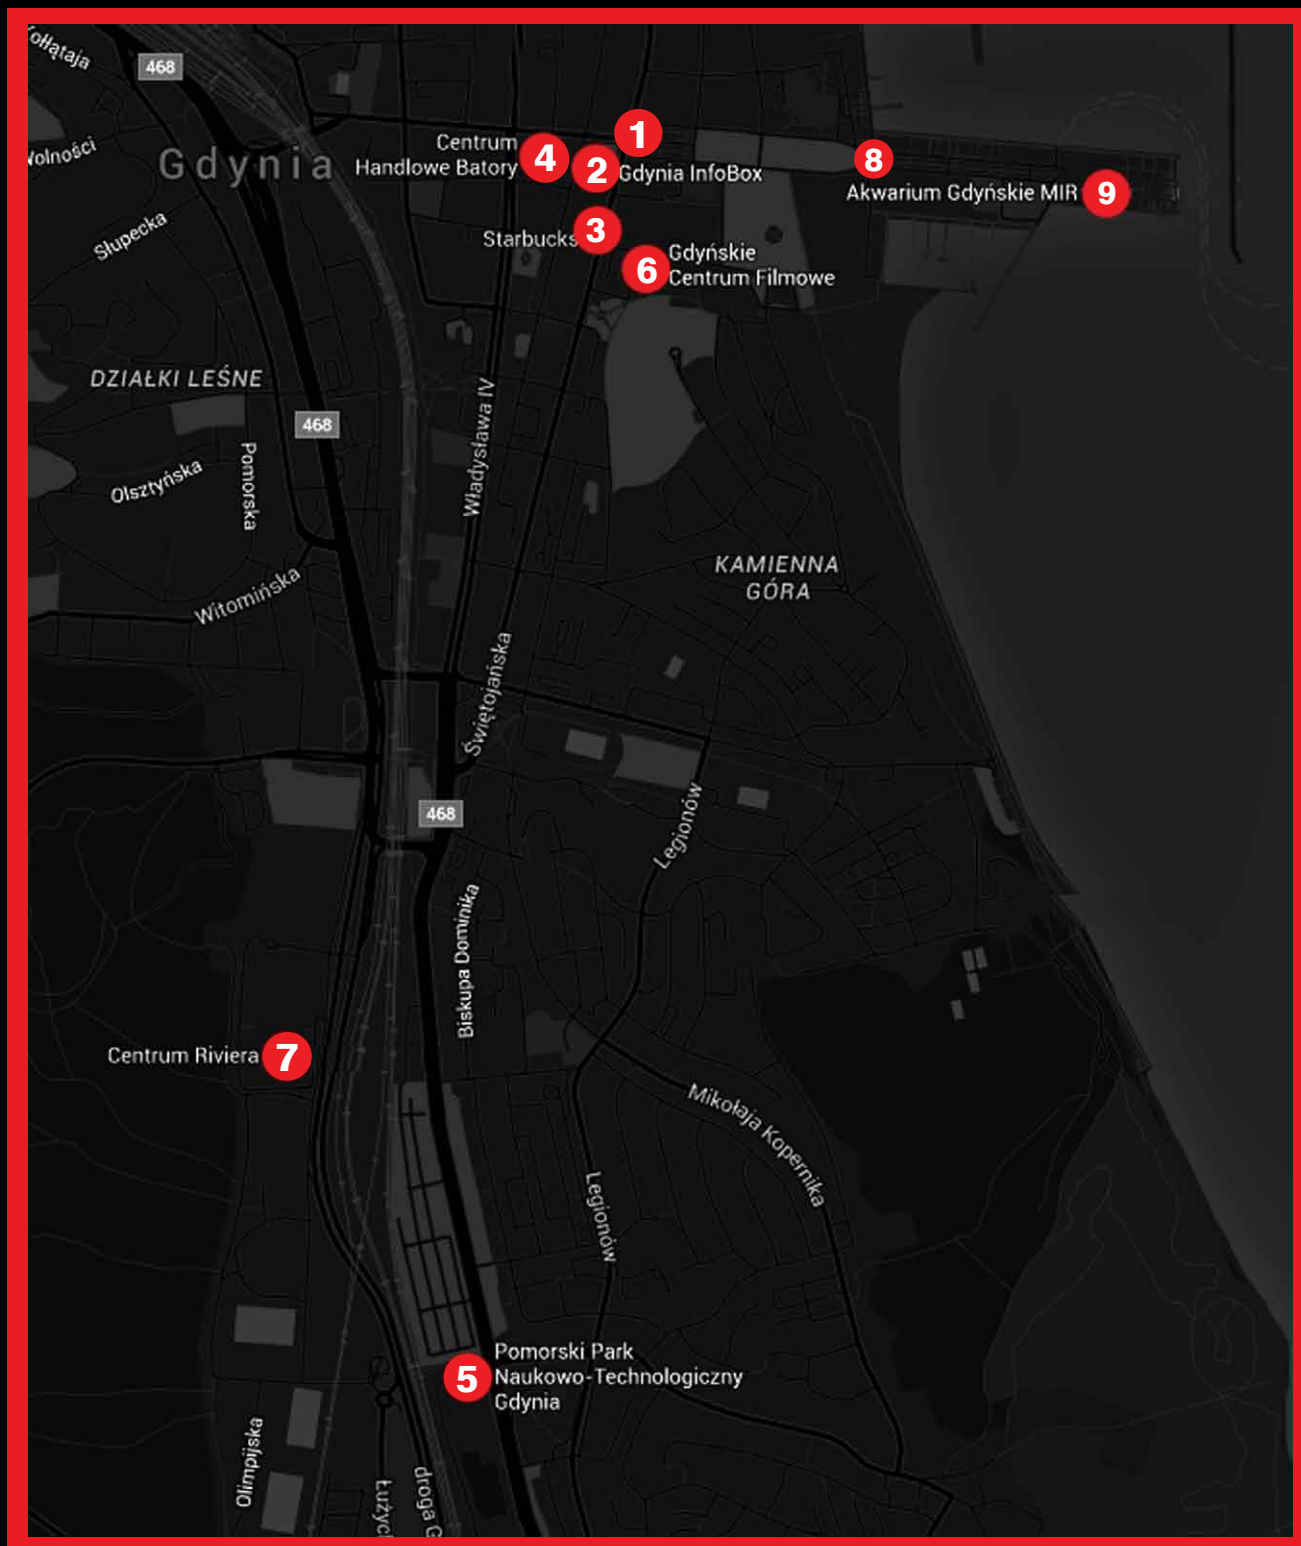 ołłątaja
468
1
Centrum
Handlowe Batory
4
2
Gdynia InfoBox
8
Wolności
Gdynia
Akwarium Gdyńskie MIR
9
Słupecka
Starbucks
3
Gdyńskie
Centrum Filmowe
6
DZIAŁKI LEŚNE
468
Władysława IV
Pomorska
Olsztyńska
KAMIENNA
GÓRA
Witomińska
Świętojańska
468
Legionów
Biskupa Dominika
Centrum Riviera
7
Mikołaja Kopernika
Legionów
5
Pomorski Park
Naukowo-Technologiczny
Gdynia
Olimpijska
Łużyc
droga G